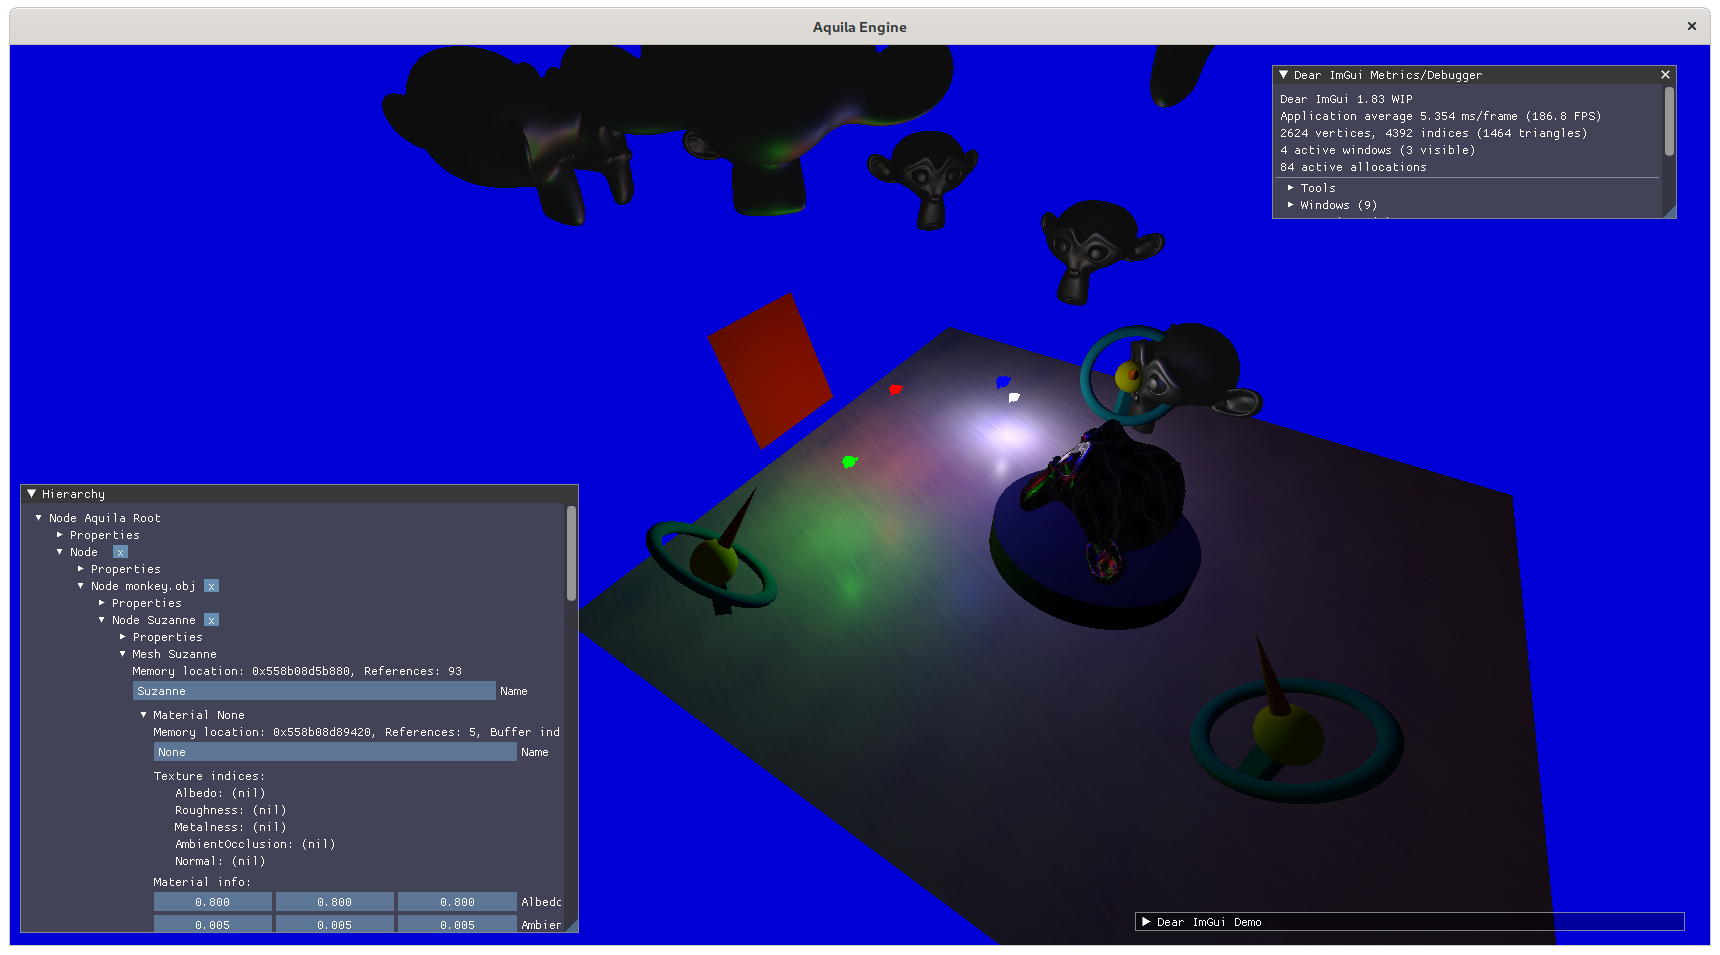 Aquila Engine
Dear ImGui Metrics/Debugger
Dear ImGui 1.83 WIP
Application average 5.354 ms/frame (186.8 FPS)
2624 vertices, 4392 indices (1464 triangles)
4 active windows (3 visible)
84 active allocations
Tools
Windows (9)
Hierarchy
Node Aquila Root
Properties
Node x
Properties
Node monkey.obj x
Properties
Node Suzanne x
Properties
Mesh Suzanne
Memory location: 0x558b08d5b880, References: 93
Suzanne Name
Material None
Memory location: 0x558b08d89420, References: 5, Buffer ind
None Name
Texture indices:
Albedo: (nil)
Roughness: (nil)
Metalness: (nil)
AmbientOcclusion: (nil)
Normal: (nil)
Material info:
0.800 0.800 0.800 Albedo
0.005 0.005 0.005 Ambier
Dear ImGui Demo